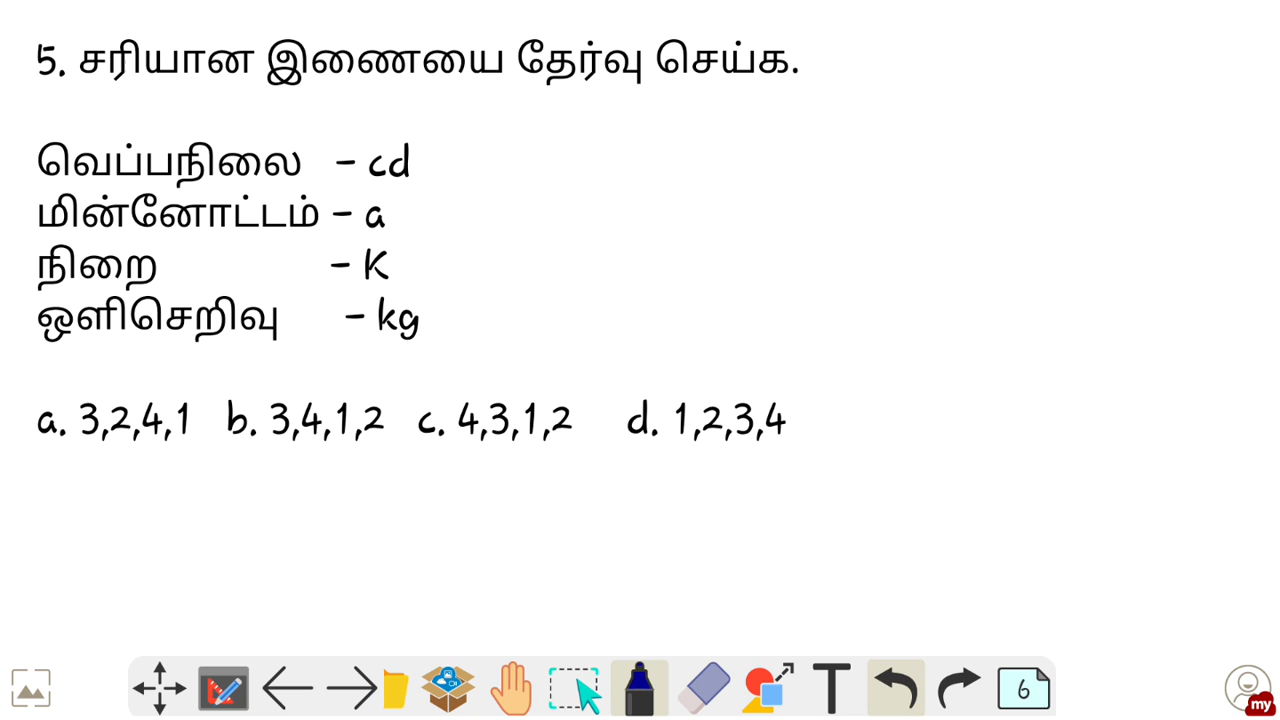 5. சரியான இணையை தேர்வு செய்க.
வெப்பநிலை - cd
மின்னோட்டம் - a
நிறை - K
ஒளிசெறிவு - kg
a. 3,2,4,1 b. 3,4,1,2 c. 4,3,1,2 d. 1,2,3,4
T 6 my